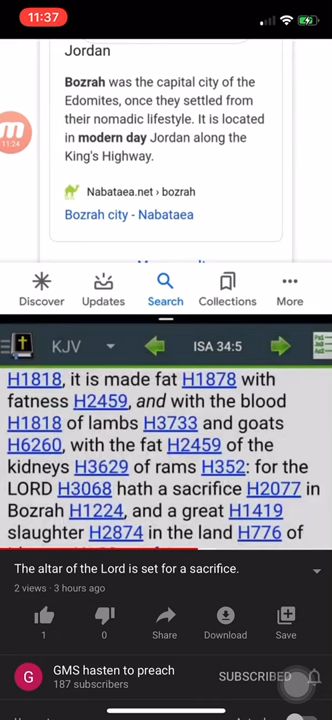 11:37
Jordan
Bozrah was the capital city of the
Edomites, once they settled from
their nomadic lifestyle. It is located
in modern day Jordan along the
King's Highway.
11:24
Nabataea.net › bozrah
Bozrah city - Nabataea
Discover Updates Search Collections More
KJV ISA 34:5
H1818, it is made fat H1878 with
fatness H2459, and with the blood
H1818 of lambs H3733 and goats
H6260, with the fat H2459 of the
kidneys H3629 of rams H352: for the
LORD H3068 hath a sacrifice H2077 in
Bozrah H1224, and a great H1419
slaughter H2874 in the land H776 of
The altar of the Lord is set for a sacrifice.
2 views · 3 hours ago
1 0 Share Download Save
G GMS hasten to preach SUBSCRIBED
187 subscribers